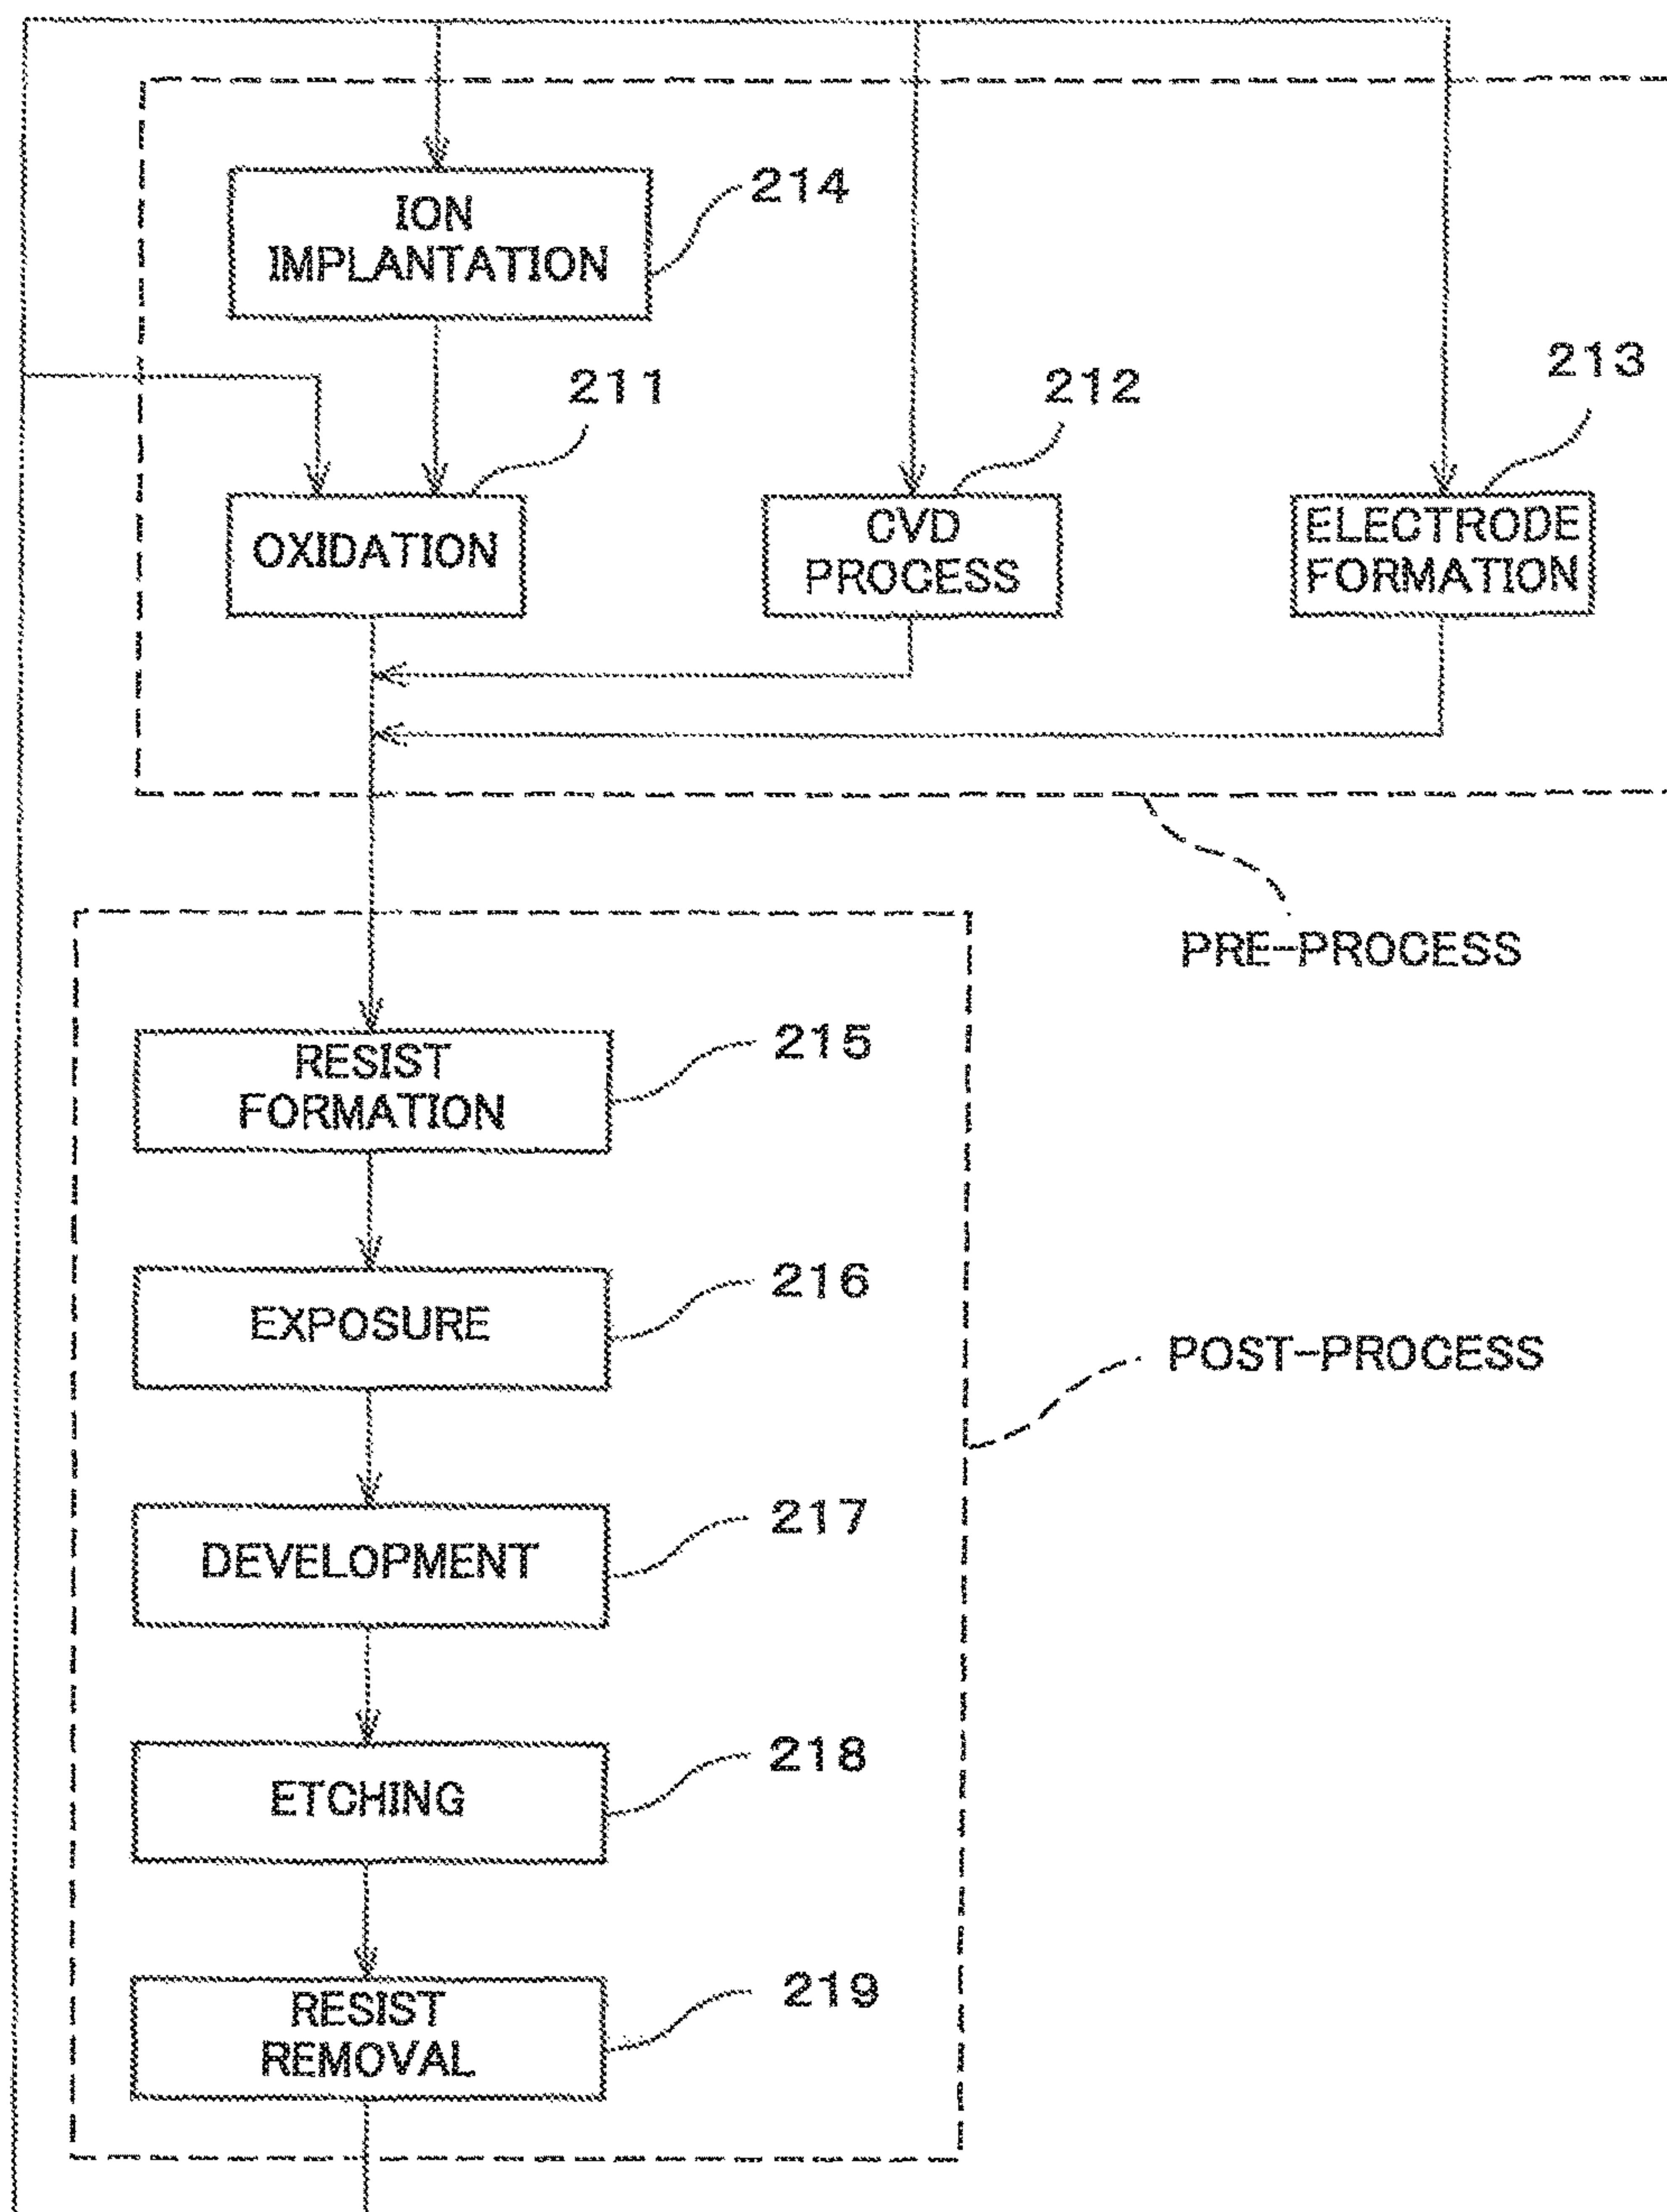 214
ION
IMPLANTATION
213
211
212
OXIDATION
CVD
PROCESS
ELECTRODE
FORMATION
PRE-PROCESS
215
RESIST
FORMATION
216
EXPOSURE
POST-PROCESS
217
DEVELOPMENT
218
ETCHING
219
RESIST
REMOVAL